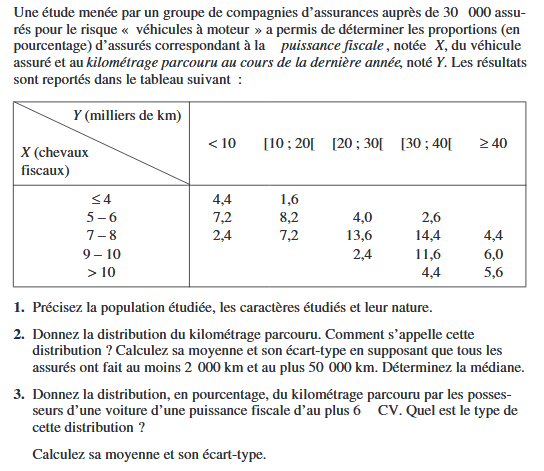 Une étude menée par un groupe de compagnies d'assurances auprès de 30 000 assu-
rés pour le risque « véhicules à moteur » a permis de déterminer les proportions (en
pourcentage) d'assurés correspondant à la puissance fiscale, notée X, du véhicule
assuré et au kilométrage parcouru au cours de la dernière année, noté Y. Les résultats
sont reportés dans le tableau suivant :
Y (milliers de km)
X (chevaux
fiscaux)
< 10 [10 ; 20[ [20 ; 30[ [30 ; 40[ ≥ 40
≤ 4 4,4 1,6
5 – 6 7,2 8,2 4,0 2,6
7 – 8 2,4 7,2 13,6 14,4 4,4
9 – 10 2,4 11,6 6,0
> 10 4,4 5,6
1. Précisez la population étudiée, les caractères étudiés et leur nature.
2. Donnez la distribution du kilométrage parcouru. Comment s'appelle cette
distribution ? Calculez sa moyenne et son écart-type en supposant que tous les
assurés ont fait au moins 2 000 km et au plus 50 000 km. Déterminez la médiane.
3. Donnez la distribution, en pourcentage, du kilométrage parcouru par les posses-
seurs d'une voiture d'une puissance fiscale d'au plus 6 CV. Quel est le type de
cette distribution ?
Calculez sa moyenne et son écart-type.